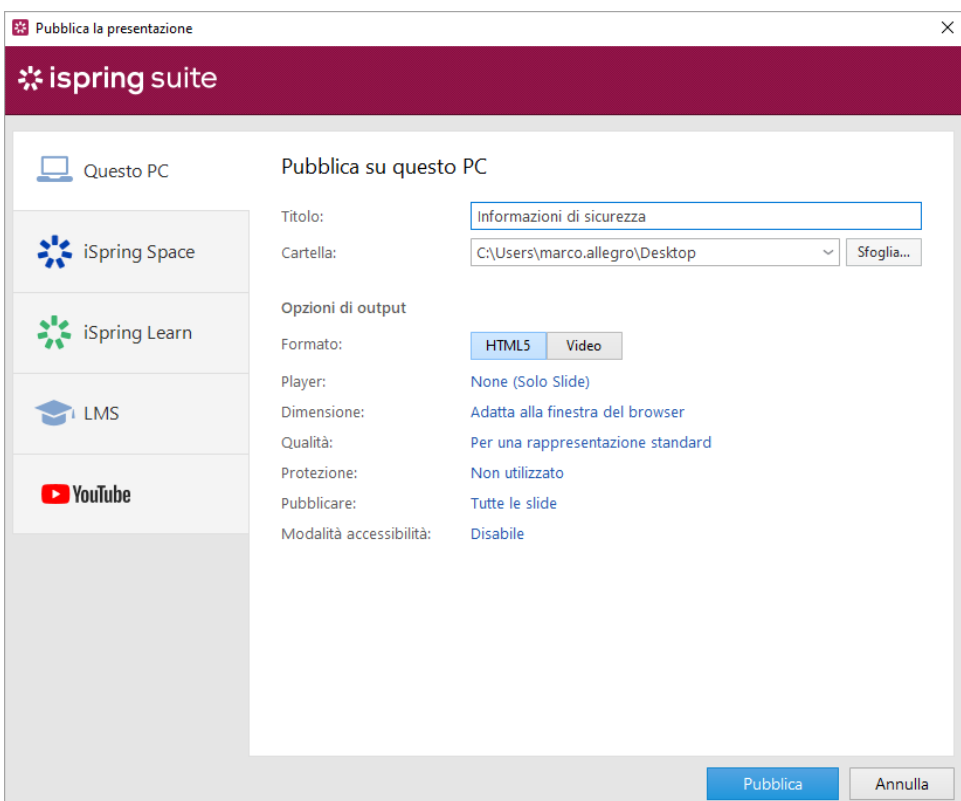 Pubblica la presentazione
ispring suite
Questo PC
iSpring Space
iSpring Learn
LMS
YouTube
Pubblica su questo PC
Titolo: Informazioni di sicurezza
Cartella: C:\Users\marco.allegro\Desktop Sfoglia...
Opzioni di output
Formato: HTML5 Video
Player: None (Solo Slide)
Dimensione: Adatta alla finestra del browser
Qualità: Per una rappresentazione standard
Protezione: Non utilizzato
Pubblicare: Tutte le slide
Modalità accessibilità: Disabile
Pubblica Annulla